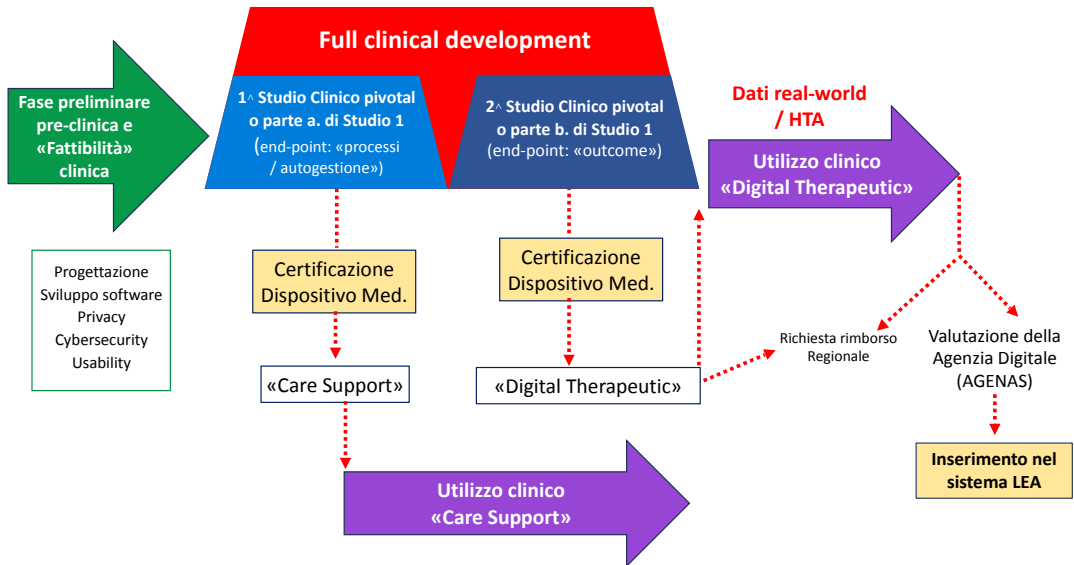 Full clinical development
Fase preliminare
pre-clinica e
«Fattibilità»
clinica
1^ Studio Clinico pivotal
o parte a. di Studio 1
(end-point: «processi
/ autogestione»)
2^ Studio Clinico pivotal
o parte b. di Studio 1
(end-point: «outcome»)
Dati real-world
/ HTA
Utilizzo clinico
«Digital Therapeutic»
Progettazione
Sviluppo software
Privacy
Cybersecurity
Usability
Certificazione
Dispositivo Med.
Certificazione
Dispositivo Med.
«Care Support»
«Digital Therapeutic»
Richiesta rimborso
Regionale
Valutazione della
Agenzia Digitale
(AGENAS)
Inserimento nel
sistema LEA
Utilizzo clinico
«Care Support»